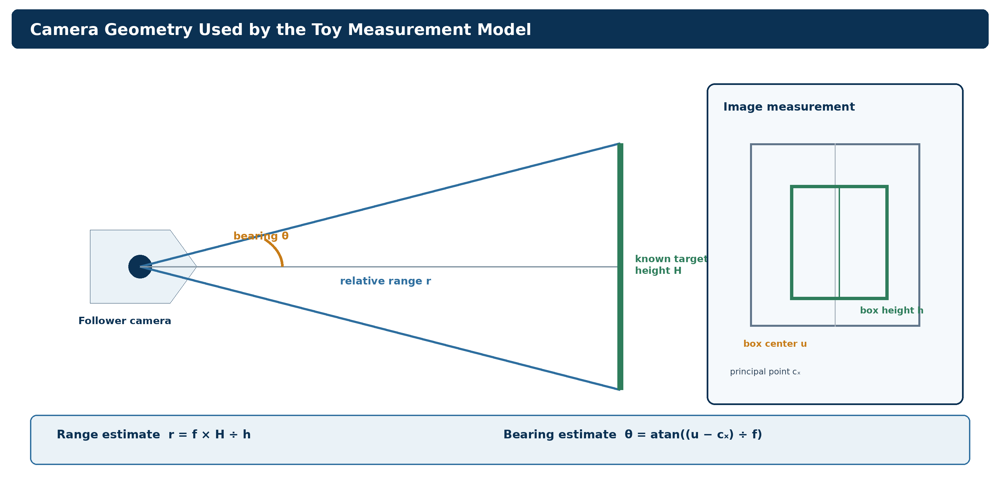 Camera Geometry Used by the Toy Measurement Model
bearing θ
relative range r
Follower camera
known target
height H
Image measurement
box height h
box center u
principal point cₓ
Range estimate  r = f × H ÷ h
Bearing estimate  θ = atan((u − cₓ) ÷ f)